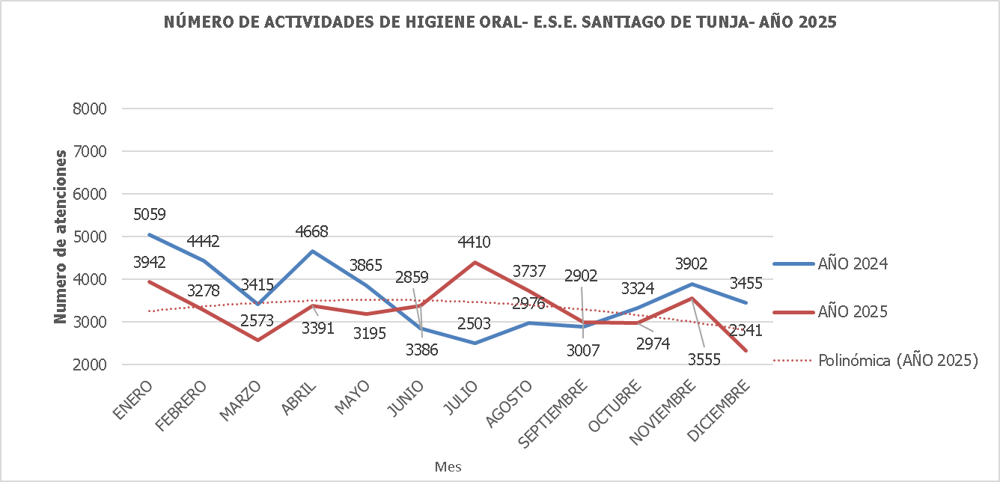 NÚMERO DE ACTIVIDADES DE HIGIENE ORAL- E.S.E. SANTIAGO DE TUNJA- AÑO 2025
Numero de atenciones
8000
7000
6000
5000
4000
3000
2000
5059
4442
3415
4668
3865
2859
2503
2976
2902
3324
3902
3455
3942
3278
2573
3391
3195
3386
4410
3737
3007
2974
3555
2341
ENERO
FEBRERO
MARZO
ABRIL
MAYO
JUNIO
JULIO
AGOSTO
SEPTIEMBRE
OCTUBRE
NOVIEMBRE
DICIEMBRE
Mes
AÑO 2024
AÑO 2025
Polinómica (AÑO 2025)